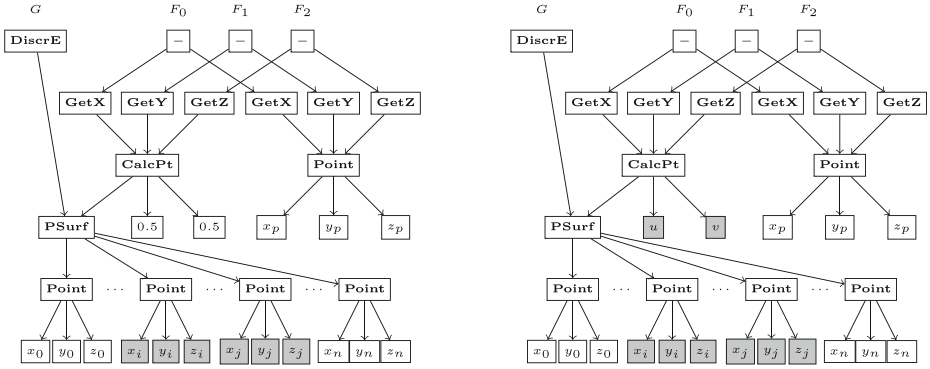 G F₀ F₁ F₂ G F₀ F₁ F₂
DiscrE − − − DiscrE − − −
GetX GetY GetZ GetX GetY GetZ GetX GetY GetZ GetX GetY GetZ
CalcPt Point CalcPt Point
PSurf 0.5 0.5 xₚ yₚ zₚ PSurf u v xₚ yₚ zₚ
Point ··· Point ··· Point ··· Point Point ··· Point ··· Point ··· Point
x₀ y₀ z₀ xᵢ yᵢ zᵢ xⱼ yⱼ zⱼ xₙ yₙ zₙ x₀ y₀ z₀ xᵢ yᵢ zᵢ xⱼ yⱼ zⱼ xₙ yₙ zₙ